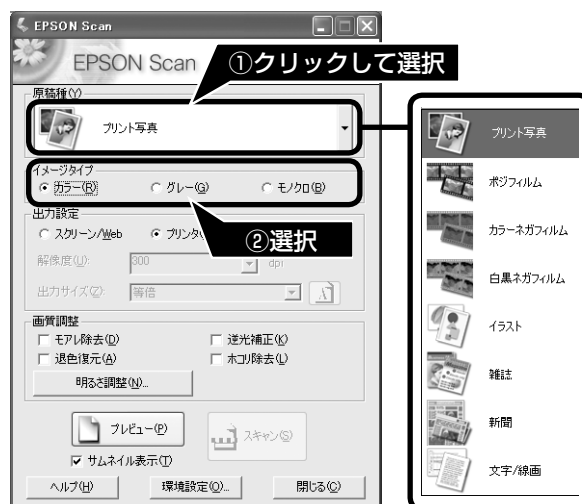 EPSON Scan
EPSON Scan
①クリックして選択
原稿種(Y)
プリント写真
イメージタイプ
カラー(R) グレー(G) モノクロ(B)
②選択
出力設定
スクリーン/Web プリンタ(
解像度(U): 300 dpi
出力サイズ(Z): 等倍
画質調整
モアレ除去(D) 逆光補正(K)
退色復元(A) ホコリ除去(L)
明るさ調整(N)...
プレビュー(P) スキャン(S)
サムネイル表示(T)
ヘルプ(H) 環境設定(O)... 閉じる(C)
プリント写真
ポジフィルム
カラーネガフィルム
白黒ネガフィルム
イラスト
雑誌
新聞
文字/線画